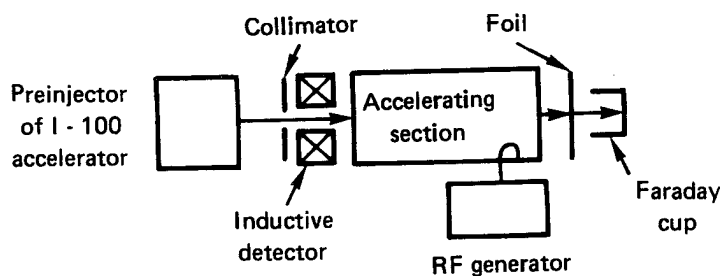 Collimator
Foil
Preinjector
of I - 100
accelerator
Accelerating
section
Inductive
detector
RF generator
Faraday
cup